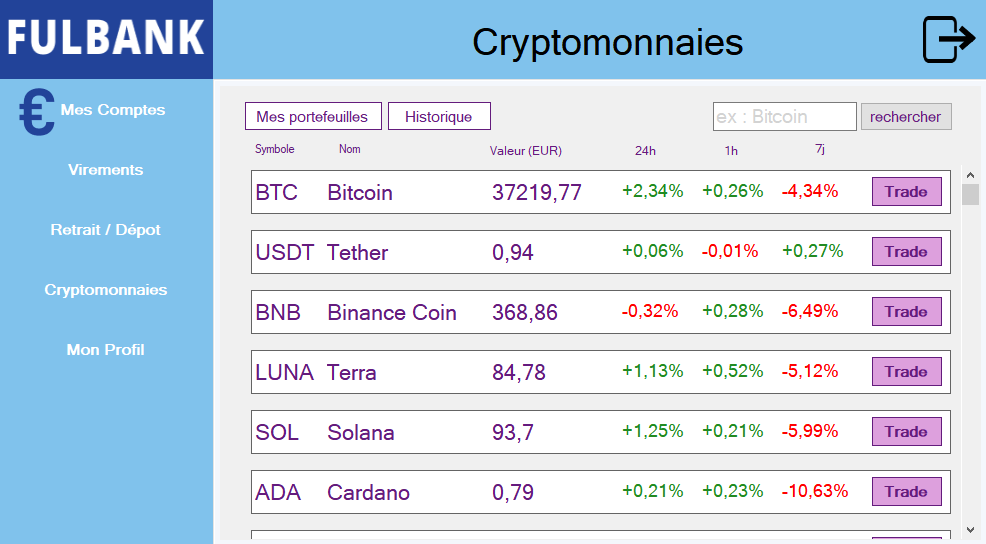 FULBANK
Cryptomonnaies
€ Mes Comptes
Virements
Retrait / Dépot
Cryptomonnaies
Mon Profil
Mes portefeuilles Historique ex : Bitcoin rechercher
Symbole Nom Valeur (EUR) 24h 1h 7j
BTC Bitcoin 37219,77 +2,34% +0,26% -4,34% Trade
USDT Tether 0,94 +0,06% -0,01% +0,27% Trade
BNB Binance Coin 368,86 -0,32% +0,28% -6,49% Trade
LUNA Terra 84,78 +1,13% +0,52% -5,12% Trade
SOL Solana 93,7 +1,25% +0,21% -5,99% Trade
ADA Cardano 0,79 +0,21% +0,23% -10,63% Trade